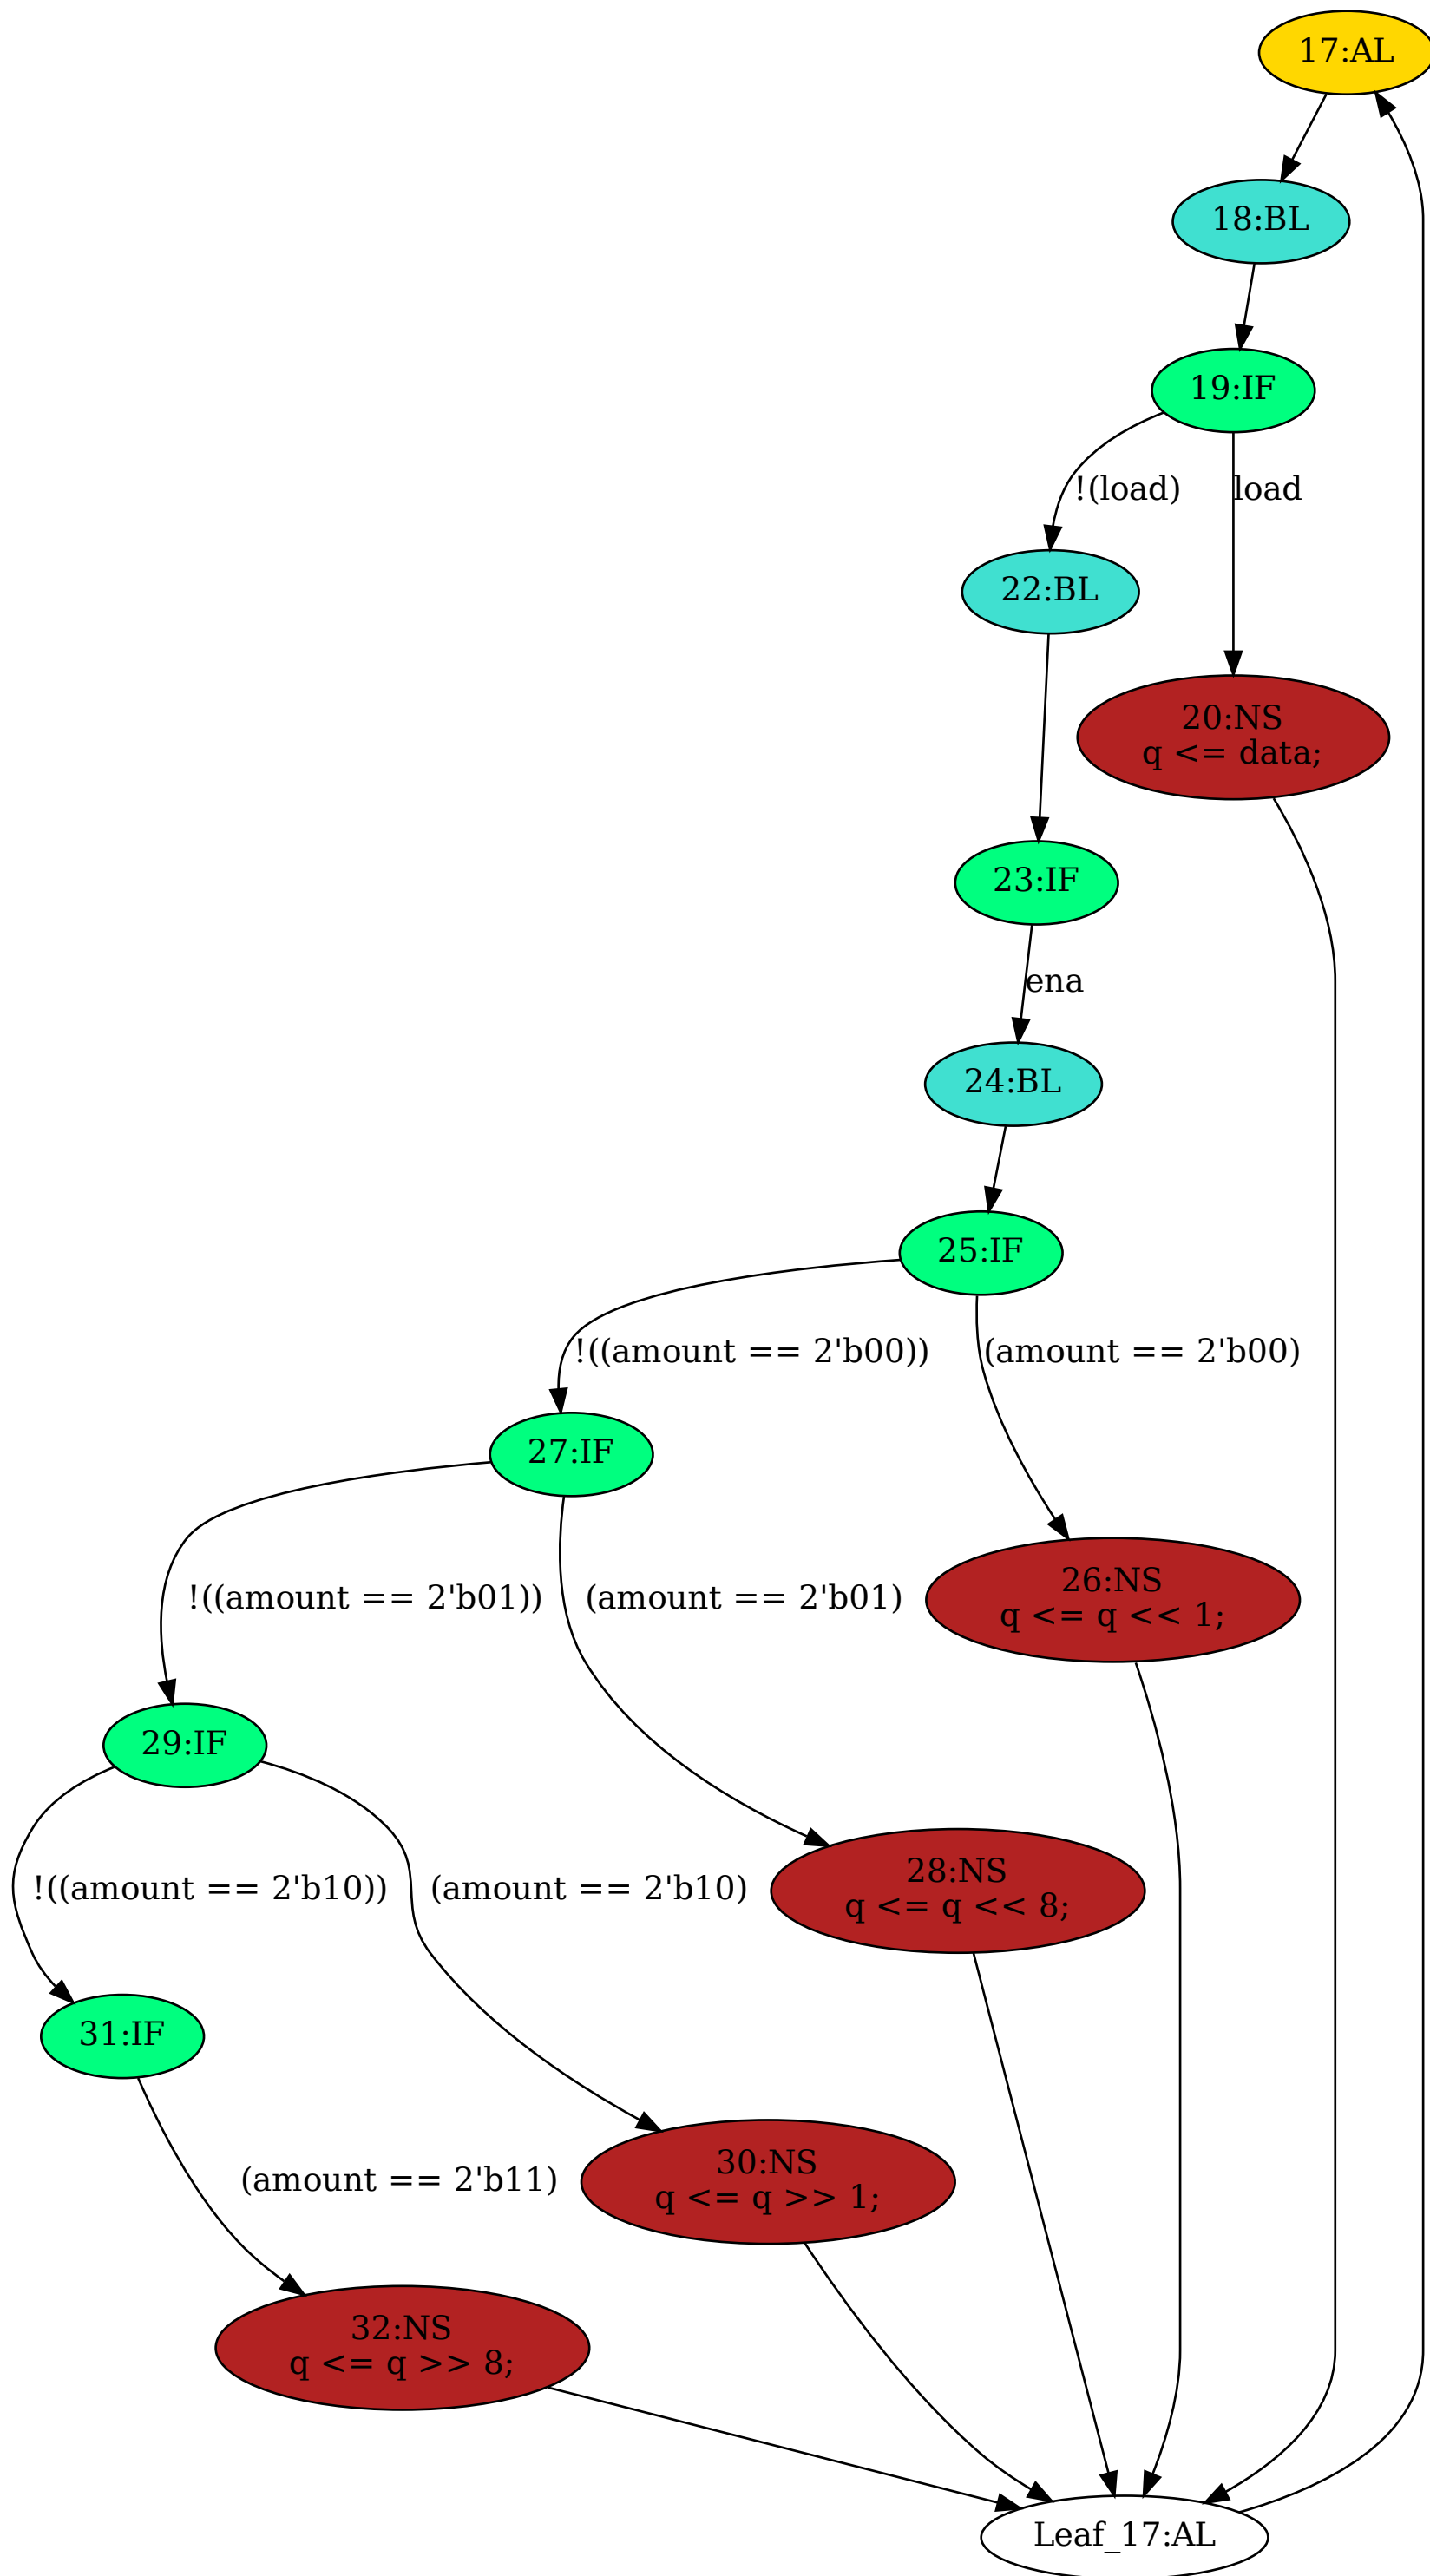 17:AL
18:BL
19:IF
!(load)
load
22:BL
20:NS
q <= data;
23:IF
ena
24:BL
25:IF
!((amount == 2'b00))
(amount == 2'b00)
27:IF
!((amount == 2'b01))
(amount == 2'b01)
26:NS
q <= q << 1;
29:IF
!((amount == 2'b10))
(amount == 2'b10)
28:NS
q <= q << 8;
31:IF
(amount == 2'b11)
30:NS
q <= q >> 1;
32:NS
q <= q >> 8;
Leaf_17:AL